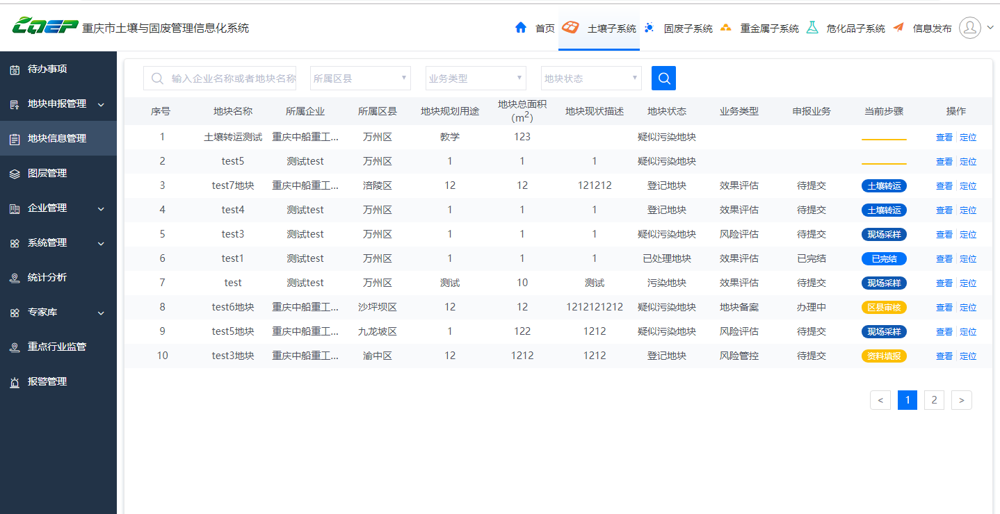 CQEP 重庆市土壤与固废管理信息化系统 首页 土壤子系统 固废子系统 重金属子系统 危化品子系统 信息发布
待办事项
地块申报管理
地块信息管理
图层管理
企业管理
系统管理
统计分析
专家库
重点行业监管
报警管理
输入企业名称或者地块名称 所属区县 业务类型 地块状态
序号 地块名称 所属企业 所属区县 地块规划用途 地块总面积(m²) 地块现状描述 地块状态 业务类型 申报业务 当前步骤 操作
1 土壤转运测试 重庆中船重工... 万州区 教学 123 疑似污染地块 查看 定位
2 test5 测试test 万州区 1 1 1 疑似污染地块 查看 定位
3 test7地块 重庆中船重工... 涪陵区 12 12 121212 登记地块 效果评估 待提交 土壤转运 查看 定位
4 test4 测试test 万州区 1 1 1 登记地块 效果评估 待提交 土壤转运 查看 定位
5 test3 测试test 万州区 1 1 1 疑似污染地块 风险评估 待提交 现场采样 查看 定位
6 test1 测试test 万州区 1 1 1 已处理地块 效果评估 已完结 已完结 查看 定位
7 test 测试test 万州区 测试 10 测试 污染地块 效果评估 待提交 现场采样 查看 定位
8 test6地块 重庆中船重工... 沙坪坝区 12 12 1212121212 疑似污染地块 地块备案 办理中 区县审核 查看 定位
9 test5地块 重庆中船重工... 九龙坡区 1 122 1212 疑似污染地块 风险评估 待提交 现场采样 查看 定位
10 test3地块 重庆中船重工... 渝中区 12 1212 1212 登记地块 风险管控 待提交 资料填报 查看 定位
< 1 2 >